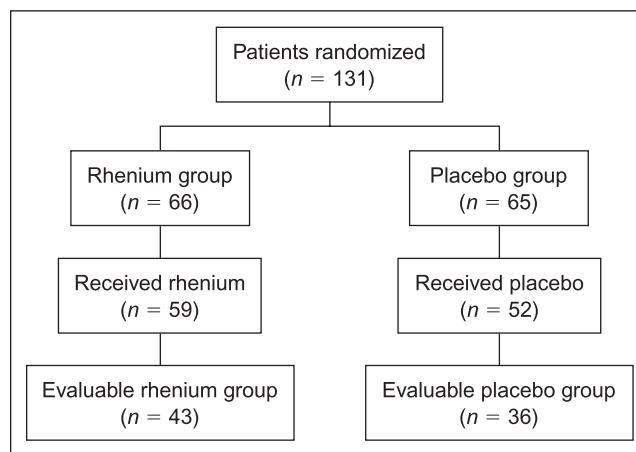 Patients randomized
(n = 131)
Rhenium group
(n = 66)
Placebo group
(n = 65)
Received rhenium
(n = 59)
Received placebo
(n = 52)
Evaluable rhenium group
(n = 43)
Evaluable placebo group
(n = 36)